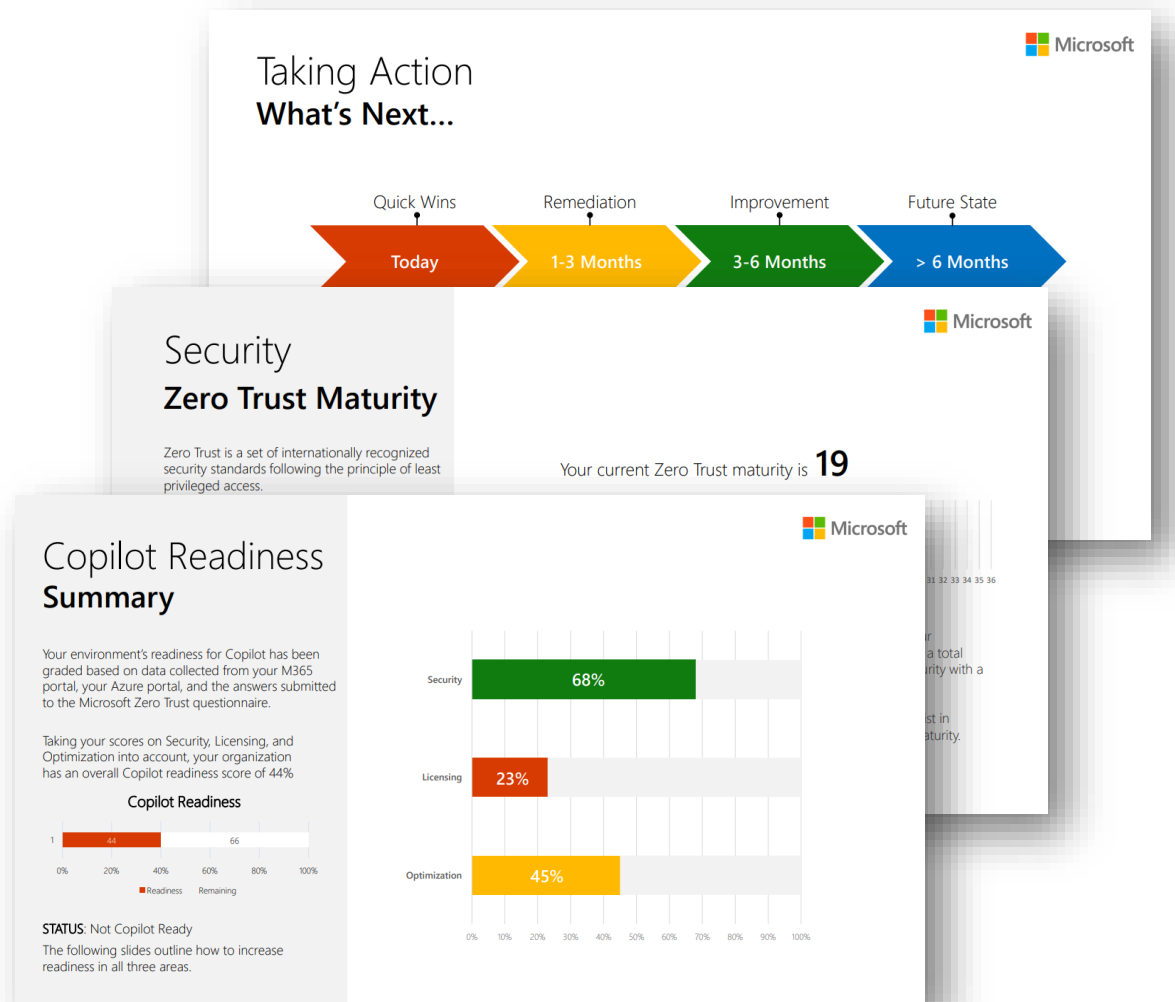 Microsoft
Taking Action
What's Next...
Quick Wins
Remediation
Improvement
Future State
Today
1-3 Months
3-6 Months
> 6 Months
Microsoft
Security
Zero Trust Maturity
Zero Trust is a set of internationally recognized
security standards following the principle of least
privileged access.
Your current Zero Trust maturity is 19
31 32 33 34 35 36
a total
rity with a
st in
aturity.
Microsoft
Copilot Readiness
Summary
Your environment's readiness for Copilot has been
graded based on data collected from your M365
portal, your Azure portal, and the answers submitted
to the Microsoft Zero Trust questionnaire.
Taking your scores on Security, Licensing, and
Optimization into account, your organization
has an overall Copilot readiness score of 44%
Copilot Readiness
1 44 66
0% 20% 40% 60% 80% 100%
Readiness Remaining
STATUS: Not Copilot Ready
The following slides outline how to increase
readiness in all three areas.
Security 68%
Licensing 23%
Optimization 45%
0% 10% 20% 30% 40% 50% 60% 70% 80% 90% 100%